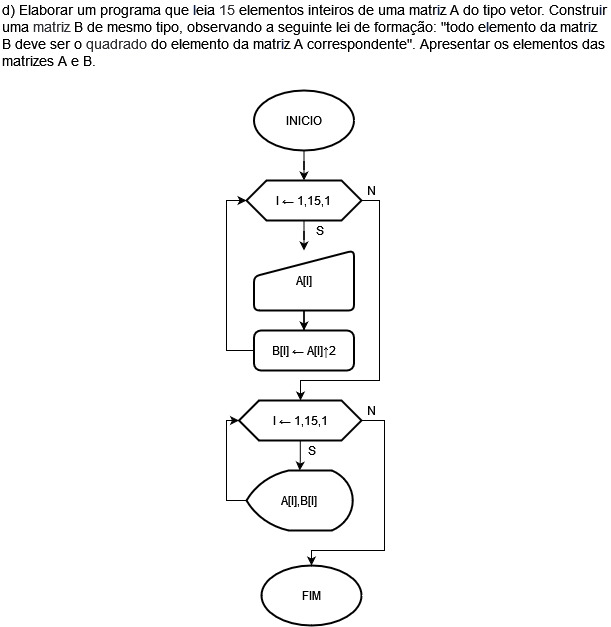 d) Elaborar um programa que leia 15 elementos inteiros de uma matriz A do tipo vetor. Construir
uma matriz B de mesmo tipo, observando a seguinte lei de formação: "todo elemento da matriz
B deve ser o quadrado do elemento da matriz A correspondente". Apresentar os elementos das
matrizes A e B.
INICIO
I ← 1,15,1
N
S
A[I]
B[I] ← A[I]↑2
I ← 1,15,1
N
S
A[I],B[I]
FIM